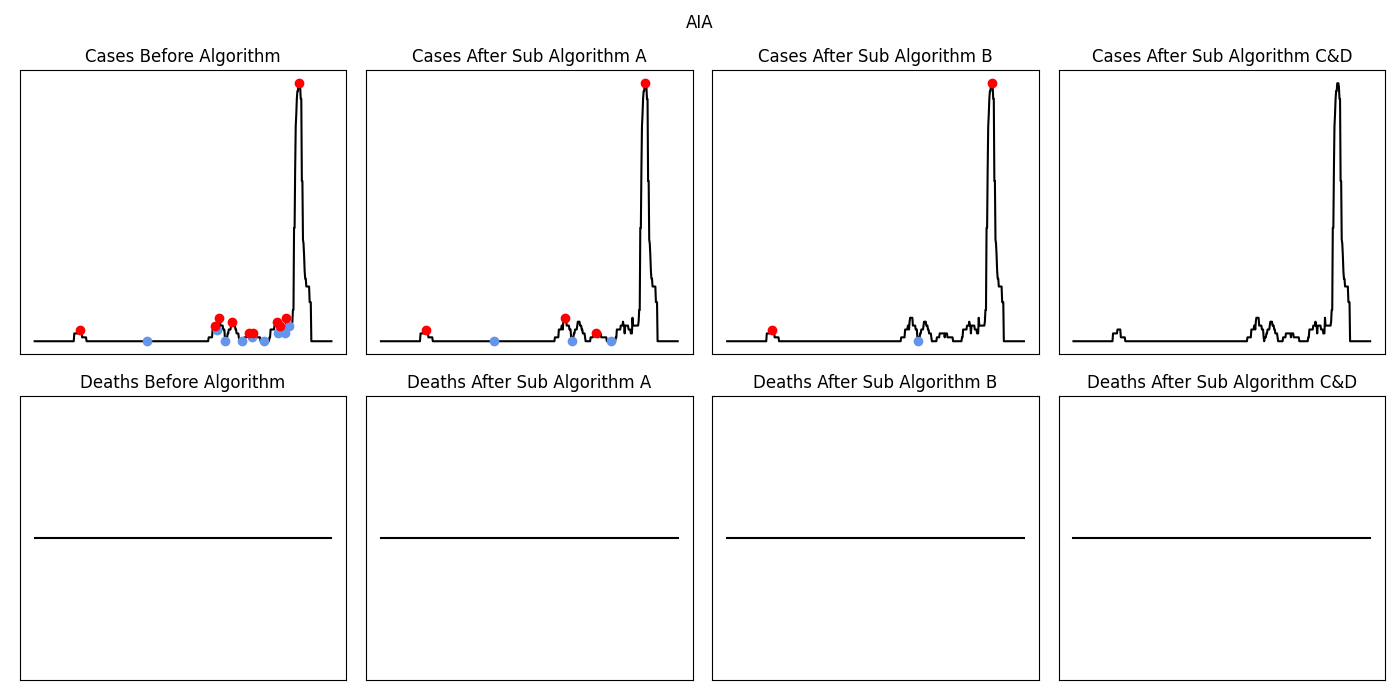 AIA
Cases Before Algorithm
Cases After Sub Algorithm A
Cases After Sub Algorithm B
Cases After Sub Algorithm C&D
Deaths Before Algorithm
Deaths After Sub Algorithm A
Deaths After Sub Algorithm B
Deaths After Sub Algorithm C&D